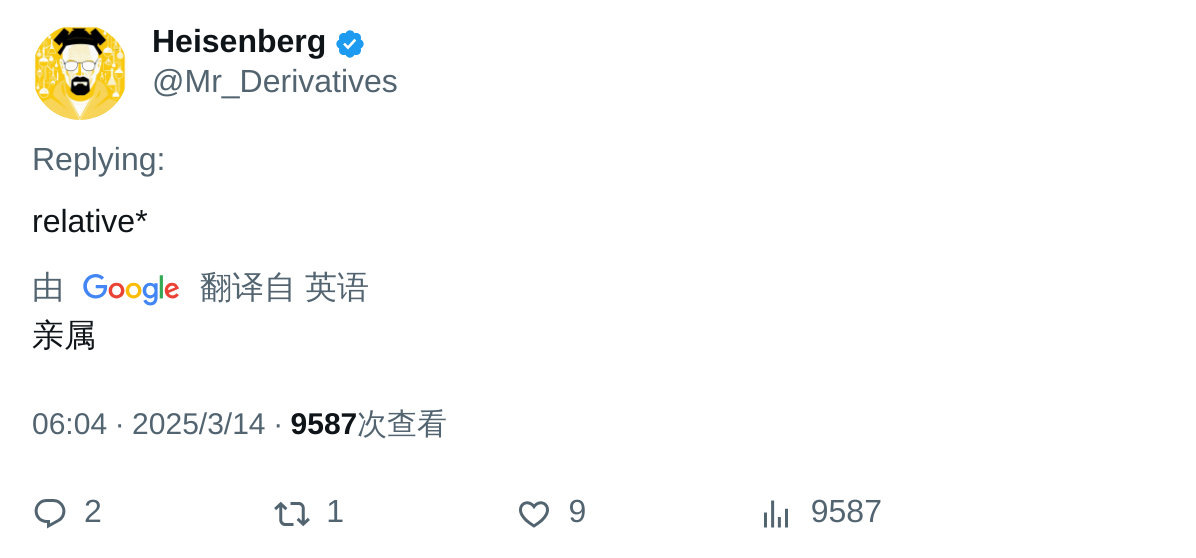 Heisenberg
@Mr_Derivatives
Replying:
relative*
由 Google 翻译自 英语
亲属
06:04 · 2025/3/14 · 9587次查看
2 1 9 9587